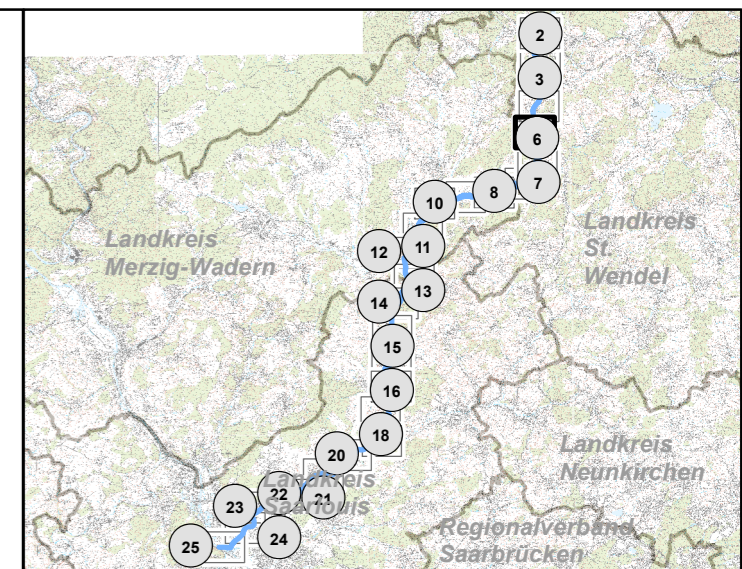 2
3
6
7
8
10
Landkreis
St.
Wendel
Landkreis
Merzig-Wadern
11
12
13
14
15
16
18
Landkreis
Neunkirchen
20
Landkreis
Saarlouis
21
22
23
24
25
Regionalverband
Saarbrücken